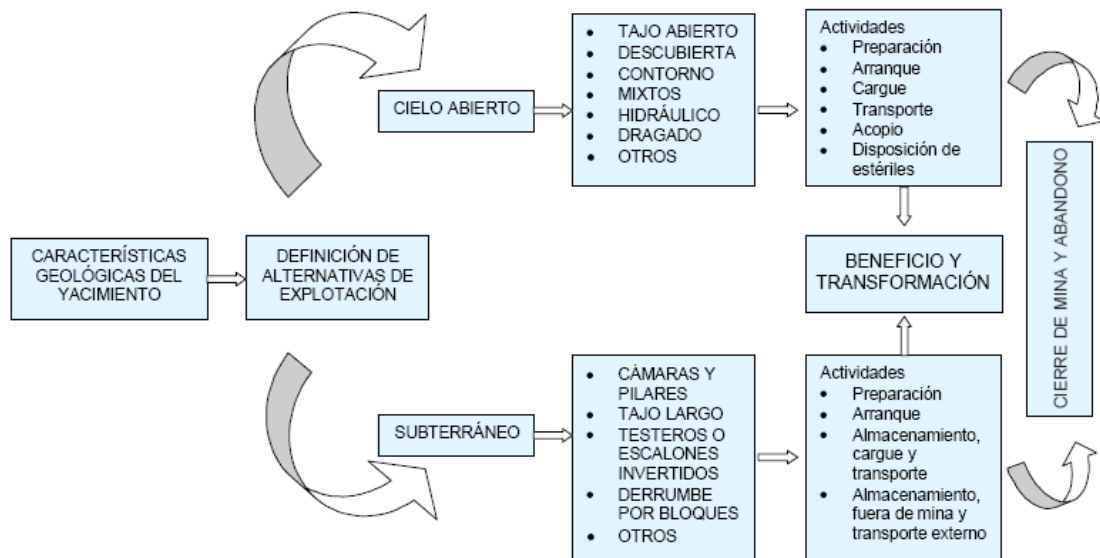 CARACTERÍSTICAS
GEOLÓGICAS DEL
YACIMIENTO
DEFINICIÓN DE
ALTERNATIVAS DE
EXPLOTACIÓN
CIELO ABIERTO
• TAJO ABIERTO
• DESCUBIERTA
• CONTORNO
• MIXTOS
• HIDRÁULICO
• DRAGADO
• OTROS
Actividades
• Preparación
• Arranque
• Cargue
• Transporte
• Acopio
• Disposición de
estériles
SUBTERRÁNEO
• CÁMARAS Y
PILARES
• TAJO LARGO
• TESTEROS O
ESCALONES
INVERTIDOS
• DERRUMBE
POR BLOQUES
• OTROS
Actividades
• Preparación
• Arranque
• Almacenamiento,
cargue y
transporte
• Almacenamiento,
fuera de mina y
transporte externo
BENEFICIO Y
TRANSFORMACIÓN
CIERRE DE MINA Y ABANDONO